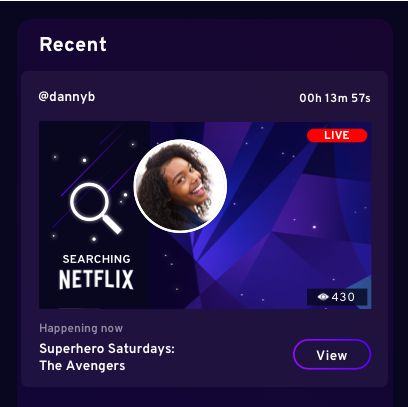 Recent
@dannyb
00h 13m 57s
LIVE
SEARCHING
NETFLIX
430
Happening now
Superhero Saturdays:
The Avengers
View